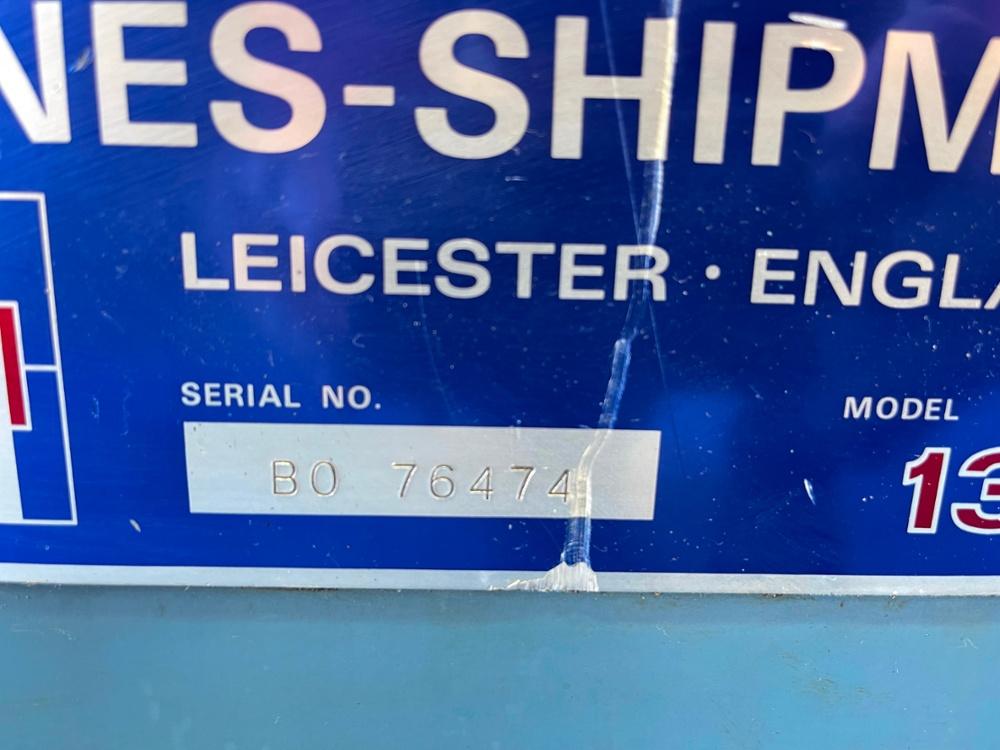 NES-SHIPM
LEICESTER · ENGLA
SERIAL NO.
BO 76474
MODEL
13